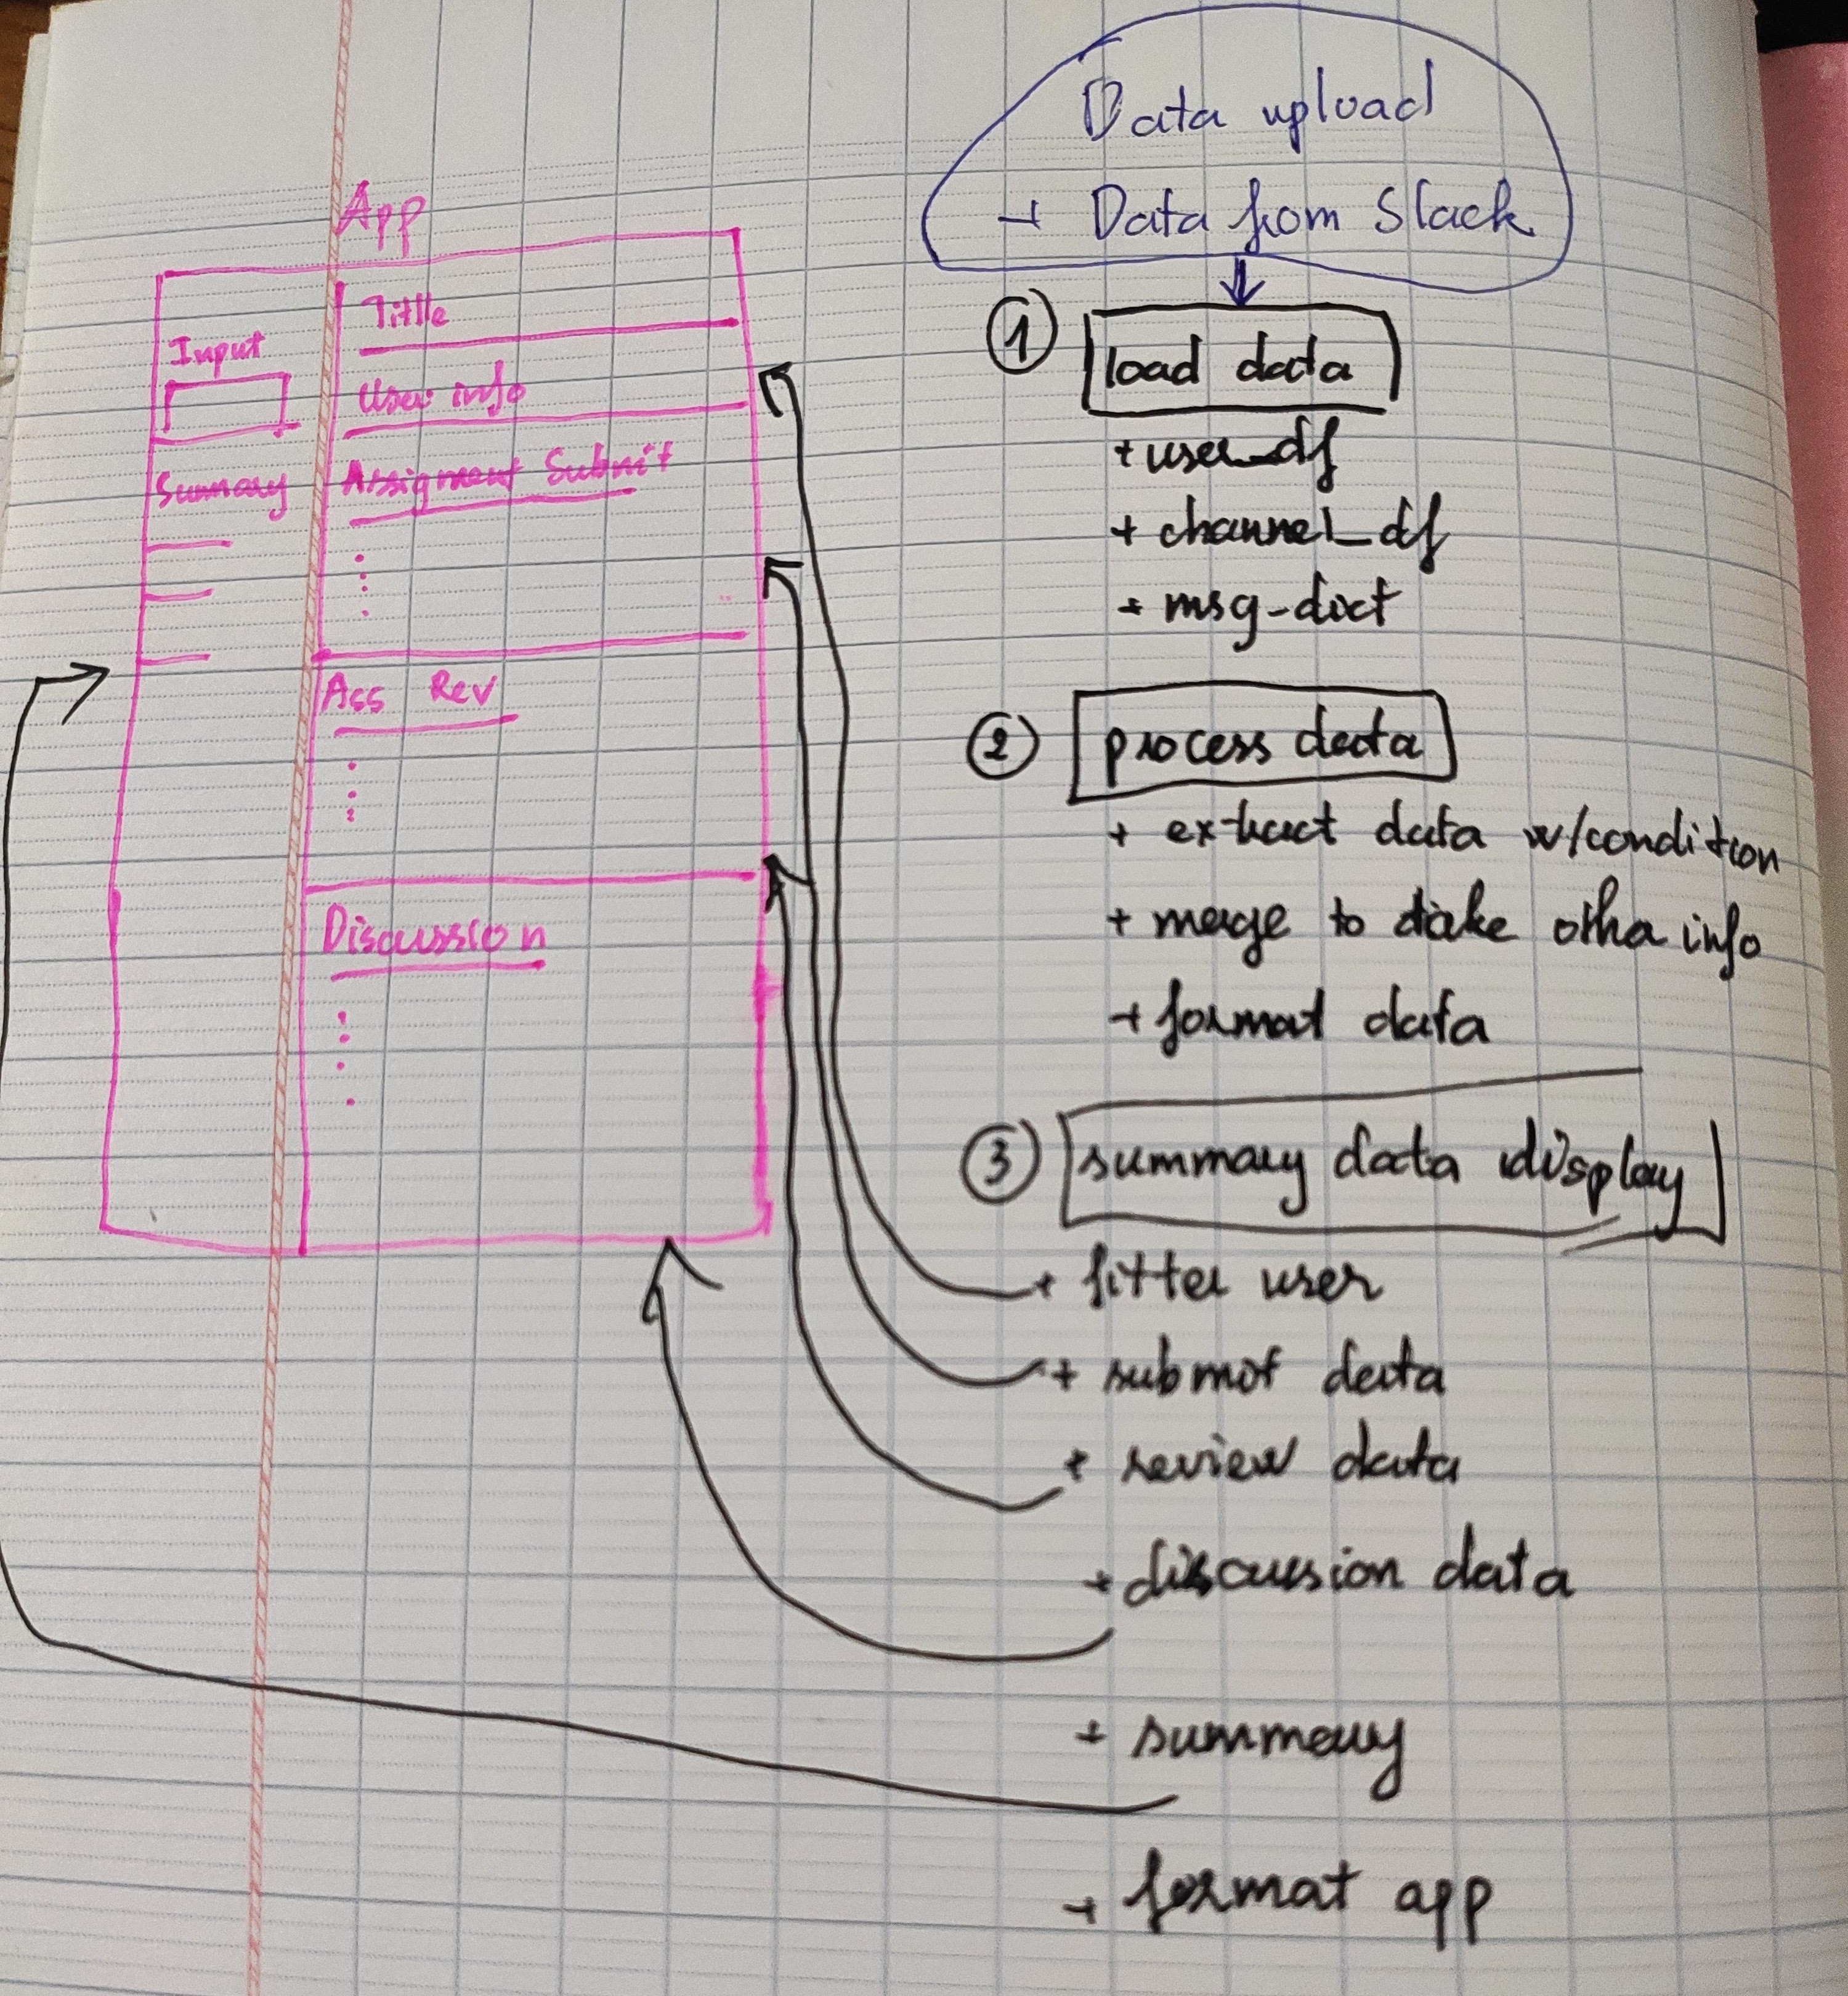 App
Titlle
Input
User info
Summary
Assigment Submit
Ass Rev
Discussion
Data upload
+ Data from Slack
1 load data
+ user_df
+ channel_df
+ msg-dict
2 process data
+ extract data w/condition
+ merge to take other info
+ format data
3 summary data display
+ filter user
+ submit data
+ review data
+ discussion data
+ summary
+ format app